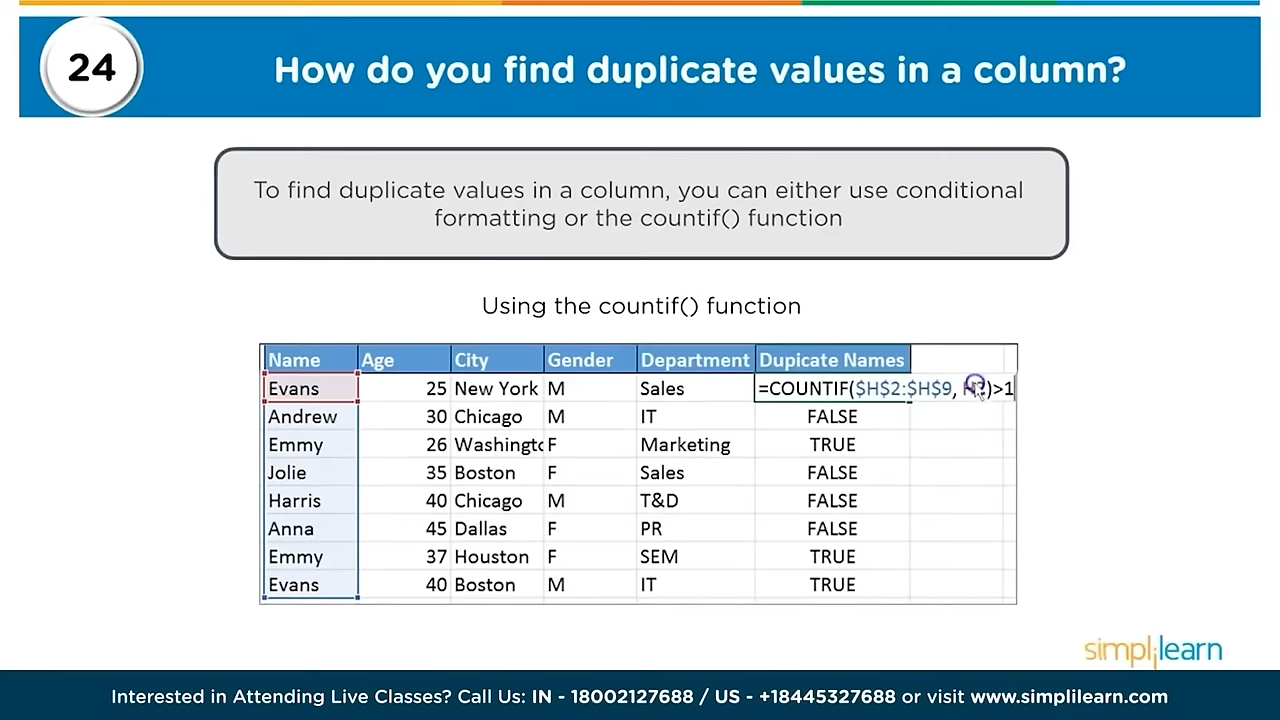 24
How do you find duplicate values in a column?
To find duplicate values in a column, you can either use conditional
formatting or the countif() function
Using the countif() function
Name Age City Gender Department Dupicate Names
Evans 25 New York M Sales =COUNTIF($H$2:$H$9, )>1
Andrew 30 Chicago M IT FALSE
Emmy 26 Washingto F Marketing TRUE
Jolie 35 Boston F Sales FALSE
Harris 40 Chicago M T&D FALSE
Anna 45 Dallas F PR FALSE
Emmy 37 Houston F SEM TRUE
Evans 40 Boston M IT TRUE
simplilearn
Interested in Attending Live Classes? Call Us: IN - 18002127688 / US - +18445327688 or visit www.simplilearn.com